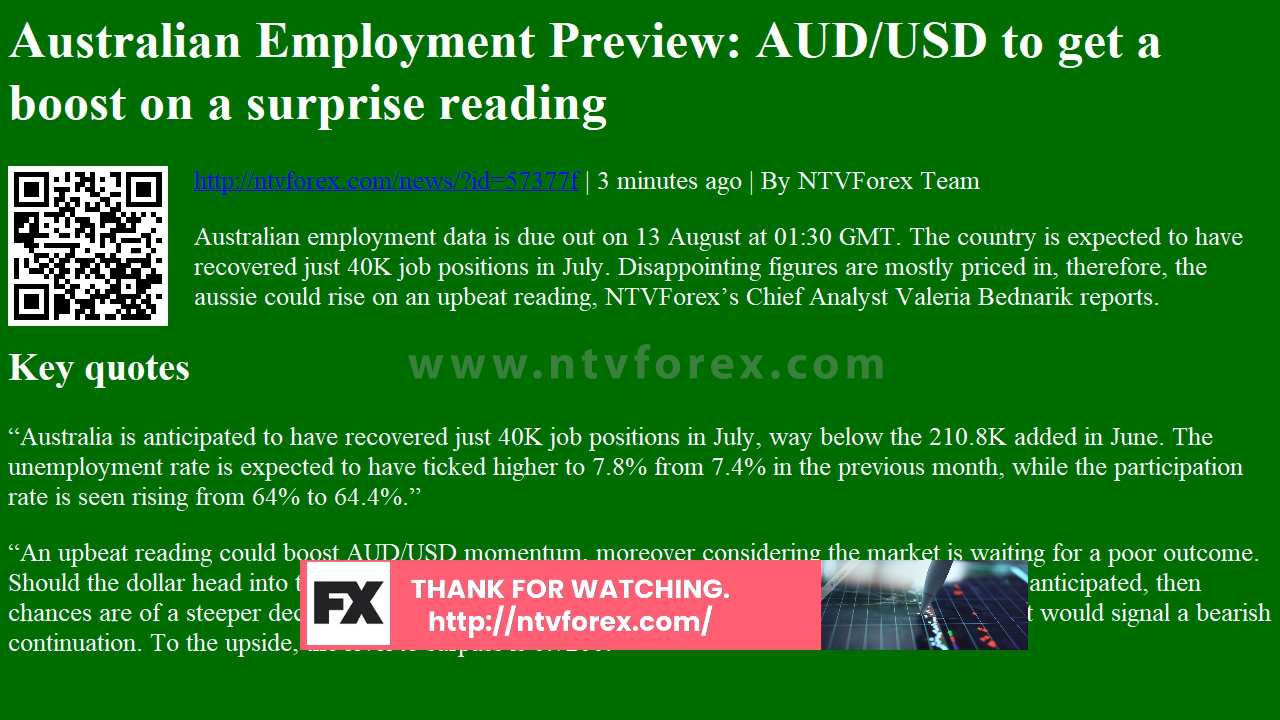 Australian Employment Preview: AUD/USD to get a
boost on a surprise reading
http://ntvforex.com/news/?id=57377f | 3 minutes ago | By NTVForex Team
Australian employment data is due out on 13 August at 01:30 GMT. The country is expected to have
recovered just 40K job positions in July. Disappointing figures are mostly priced in, therefore, the
aussie could rise on an upbeat reading, NTVForex’s Chief Analyst Valeria Bednarik reports.
www.ntvforex.com
Key quotes
“Australia is anticipated to have recovered just 40K job positions in July, way below the 210.8K added in June. The
unemployment rate is expected to have ticked higher to 7.8% from 7.4% in the previous month, while the participation
rate is seen rising from 64% to 64.4%.”
“An upbeat reading could boost AUD/USD momentum, moreover considering the market is waiting for a poor outcome.
Should the dollar head into anticipated, then
chances are of a steeper would signal a bearish
continuation. To the upside,
FX
THANK FOR WATCHING.
http://ntvforex.com/